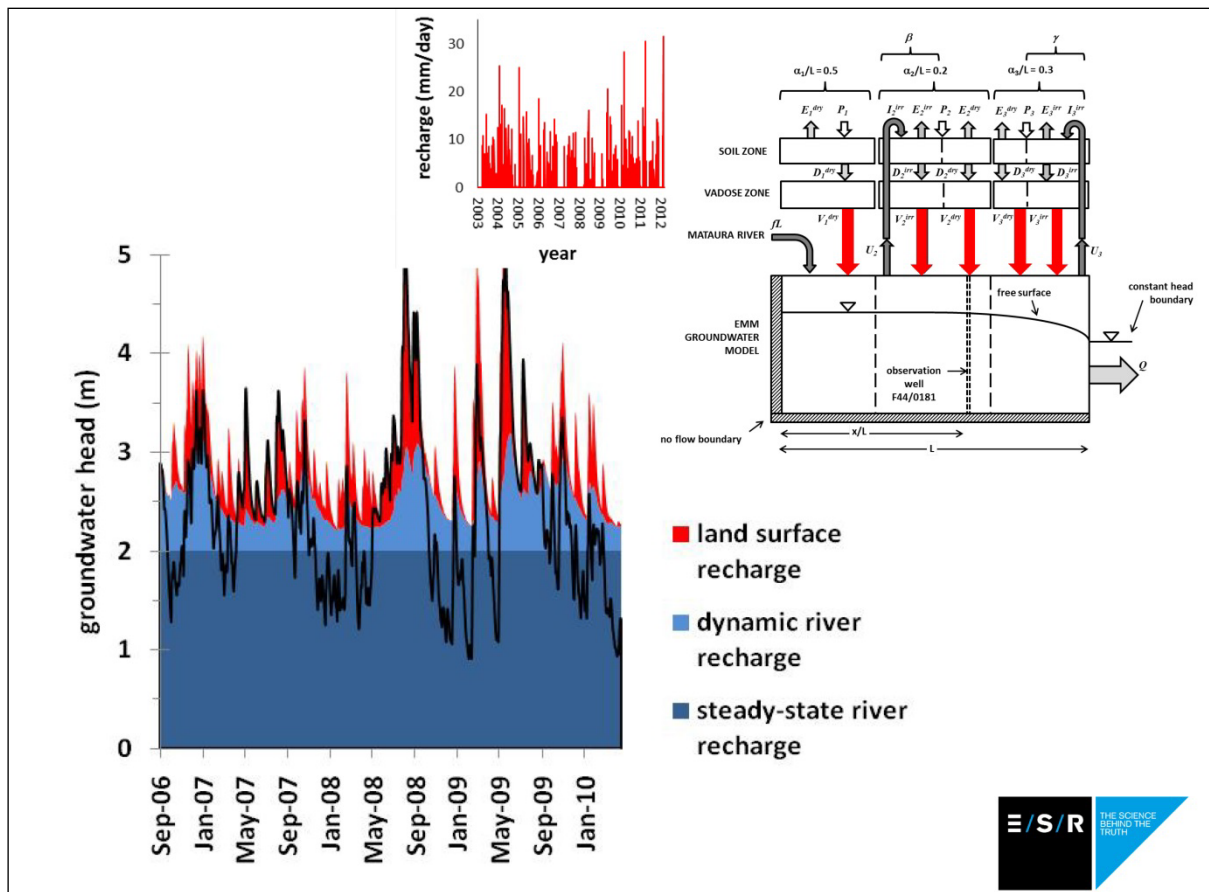 recharge (mm/day)
30
20
10
0
2003
2004
2005
2006
2007
2008
2009
2010
2011
2012
year
β
γ
α₁/L = 0.5
α₂/L = 0.2
α₃/L = 0.3
E₁ᵈʳʸ P₁ I₂ⁱʳʳ E₂ⁱʳʳ P₂ E₂ᵈʳʸ E₃ᵈʳʸ P₃ E₃ⁱʳʳ I₃ⁱʳʳ
SOIL ZONE
D₁ᵈʳʸ D₂ⁱʳʳ D₂ᵈʳʸ D₃ᵈʳʸ D₃ⁱʳʳ
VADOSE ZONE
V₁ᵈʳʸ V₂ⁱʳʳ V₂ᵈʳʸ V₃ᵈʳʸ V₃ⁱʳʳ
fL
MATAURA RIVER
U₂
U₃
free surface
constant head
boundary
EMM
GROUNDWATER
MODEL
Q
observation
well
F44/0181
no flow boundary
x/L
L
groundwater head (m)
5
4
3
2
1
0
Sep-06
Jan-07
May-07
Sep-07
Jan-08
May-08
Sep-08
Jan-09
May-09
Sep-09
Jan-10
land surface
recharge
dynamic river
recharge
steady-state river
recharge
E/S/R
THE SCIENCE
BEHIND THE
TRUTH